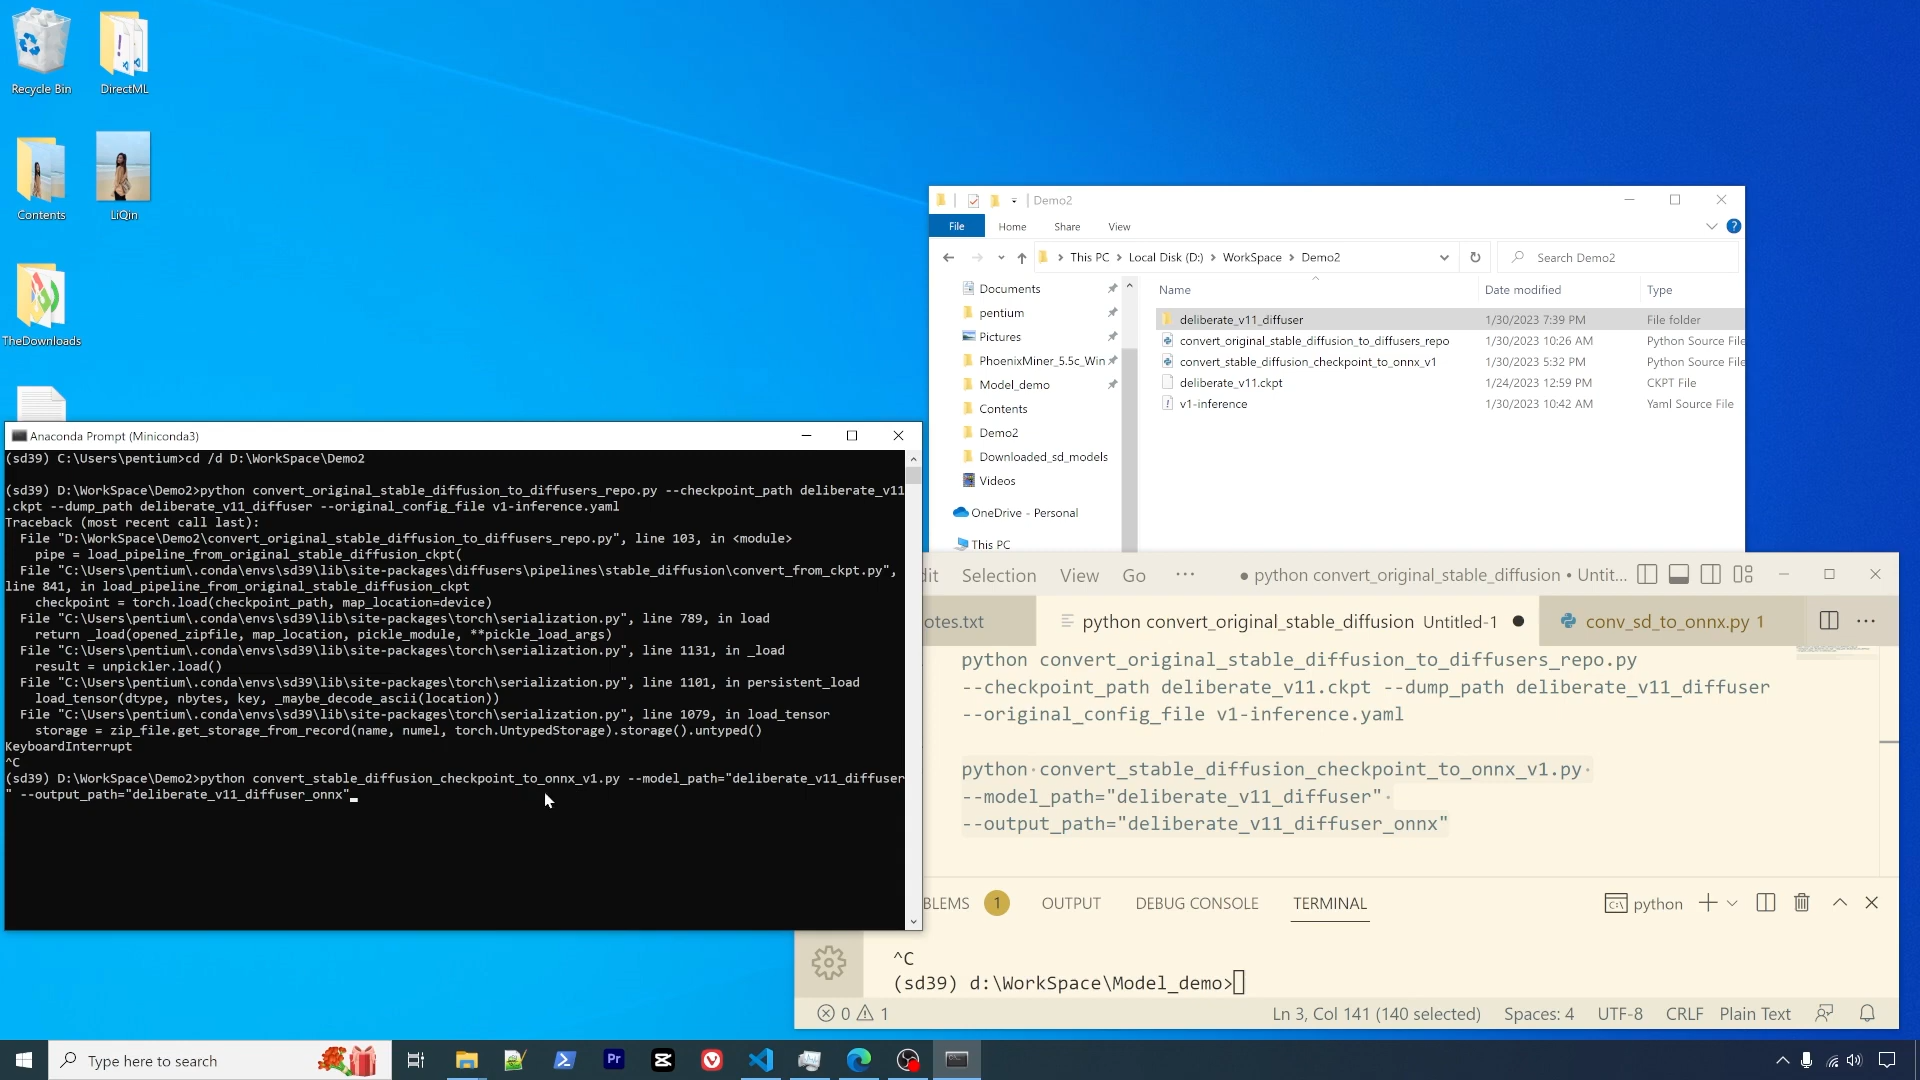 Recycle Bin
DirectML
Contents
LiQin
TheDownloads
Anaconda Prompt (Miniconda3)
(sd39) C:\Users\pentium>cd /d D:\WorkSpace\Demo2
(sd39) D:\WorkSpace\Demo2>python convert_original_stable_diffusion_to_diffusers_repo.py --checkpoint_path deliberate_v11
.ckpt --dump_path deliberate_v11_diffuser --original_config_file v1-inference.yaml
Traceback (most recent call last):
File "D:\WorkSpace\Demo2\convert_original_stable_diffusion_to_diffusers_repo.py", line 103, in <module>
pipe = load_pipeline_from_original_stable_diffusion_ckpt(
File "C:\Users\pentium\.conda\envs\sd39\lib\site-packages\diffusers\pipelines\stable_diffusion\convert_from_ckpt.py",
line 841, in load_pipeline_from_original_stable_diffusion_ckpt
checkpoint = torch.load(checkpoint_path, map_location=device)
File "C:\Users\pentium\.conda\envs\sd39\lib\site-packages\torch\serialization.py", line 789, in load
return _load(opened_zipfile, map_location, pickle_module, **pickle_load_args)
File "C:\Users\pentium\.conda\envs\sd39\lib\site-packages\torch\serialization.py", line 1131, in _load
result = unpickler.load()
File "C:\Users\pentium\.conda\envs\sd39\lib\site-packages\torch\serialization.py", line 1101, in persistent_load
load_tensor(dtype, nbytes, key, _maybe_decode_ascii(location))
File "C:\Users\pentium\.conda\envs\sd39\lib\site-packages\torch\serialization.py", line 1079, in load_tensor
storage = zip_file.get_storage_from_record(name, numel, torch.UntypedStorage).storage().untyped()
KeyboardInterrupt
^C
(sd39) D:\WorkSpace\Demo2>python convert_stable_diffusion_checkpoint_to_onnx_v1.py --model_path="deliberate_v11_diffuser
" --output_path="deliberate_v11_diffuser_onnx"
Demo2
File Home Share View
This PC > Local Disk (D:) > WorkSpace > Demo2
Search Demo2
Documents
pentium
Pictures
PhoenixMiner_5.5c_Win
Model_demo
Contents
Demo2
Downloaded_sd_models
Videos
OneDrive - Personal
This PC
Name Date modified Type
deliberate_v11_diffuser 1/30/2023 7:39 PM File folder
convert_original_stable_diffusion_to_diffusers_repo 1/30/2023 10:26 AM Python Source File
convert_stable_diffusion_checkpoint_to_onnx_v1 1/30/2023 5:32 PM Python Source File
deliberate_v11.ckpt 1/24/2023 12:59 PM CKPT File
v1-inference 1/30/2023 10:42 AM Yaml Source File
dit Selection View Go ··· ● python convert_original_stable_diffusion • Untit...
otes.txt python convert_original_stable_diffusion Untitled-1 ● conv_sd_to_onnx.py 1
python convert_original_stable_diffusion_to_diffusers_repo.py
--checkpoint_path deliberate_v11.ckpt --dump_path deliberate_v11_diffuser
--original_config_file v1-inference.yaml
python·convert_stable_diffusion_checkpoint_to_onnx_v1.py·
--model_path="deliberate_v11_diffuser"·
--output_path="deliberate_v11_diffuser_onnx"
BLEMS 1 OUTPUT DEBUG CONSOLE TERMINAL python
^C
(sd39) d:\WorkSpace\Model_demo>
0 1 Ln 3, Col 141 (140 selected) Spaces: 4 UTF-8 CRLF Plain Text
Type here to search
Pr